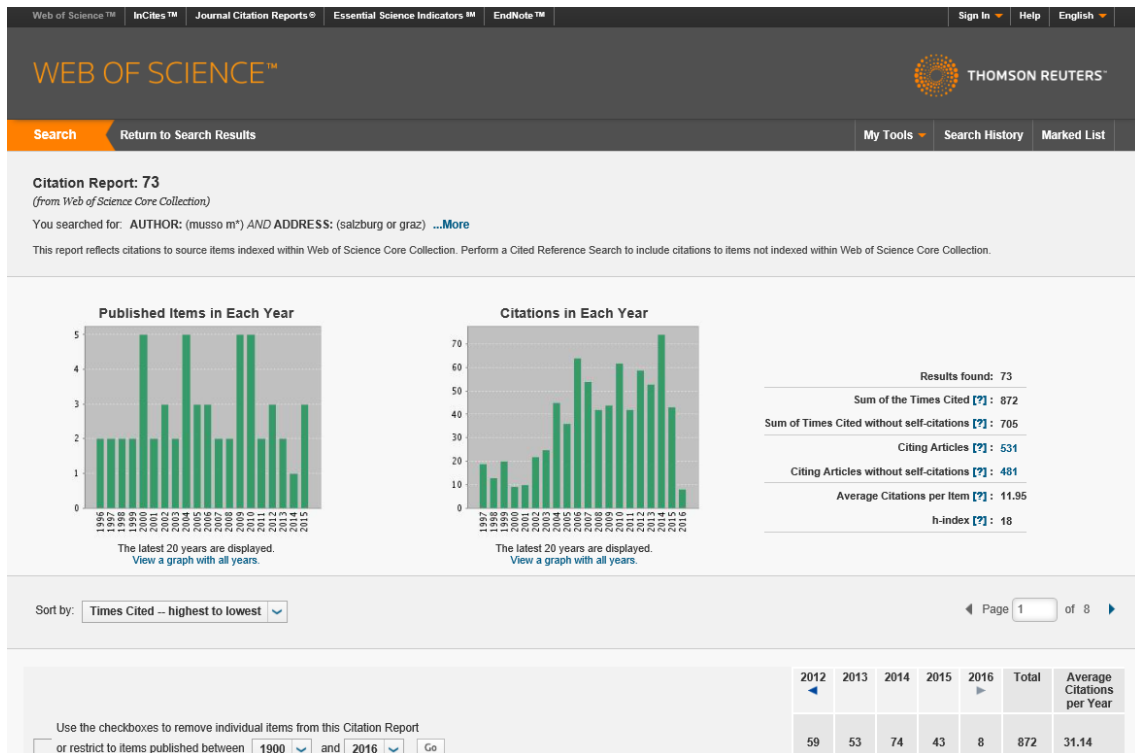 Web of Science™ InCites™ Journal Citation Reports® Essential Science Indicators SM EndNote™ Sign In Help English
WEB OF SCIENCE™
THOMSON REUTERS™
Search Return to Search Results My Tools Search History Marked List
Citation Report: 73
(from Web of Science Core Collection)
You searched for: AUTHOR: (musso m*) AND ADDRESS: (salzburg or graz) ...More
This report reflects citations to source items indexed within Web of Science Core Collection. Perform a Cited Reference Search to include citations to items not indexed within Web of Science Core Collection.
Published Items in Each Year
5
4
3
2
1
0
1996 1997 1998 1999 2000 2001 2002 2003 2004 2005 2006 2007 2008 2009 2010 2011 2012 2013 2014 2015
The latest 20 years are displayed.
View a graph with all years.
Citations in Each Year
70
60
50
40
30
20
10
0
1997 1998 1999 2000 2001 2002 2003 2004 2005 2006 2007 2008 2009 2010 2011 2012 2013 2014 2015 2016
The latest 20 years are displayed.
View a graph with all years.
Results found: 73
Sum of the Times Cited [?] : 872
Sum of Times Cited without self-citations [?] : 705
Citing Articles [?] : 531
Citing Articles without self-citations [?] : 481
Average Citations per Item [?] : 11.95
h-index [?] : 18
Sort by: Times Cited -- highest to lowest
Page 1 of 8
2012 2013 2014 2015 2016 Total Average
Citations
per Year
Use the checkboxes to remove individual items from this Citation Report
or restrict to items published between 1900 and 2016 Go
59 53 74 43 8 872 31.14